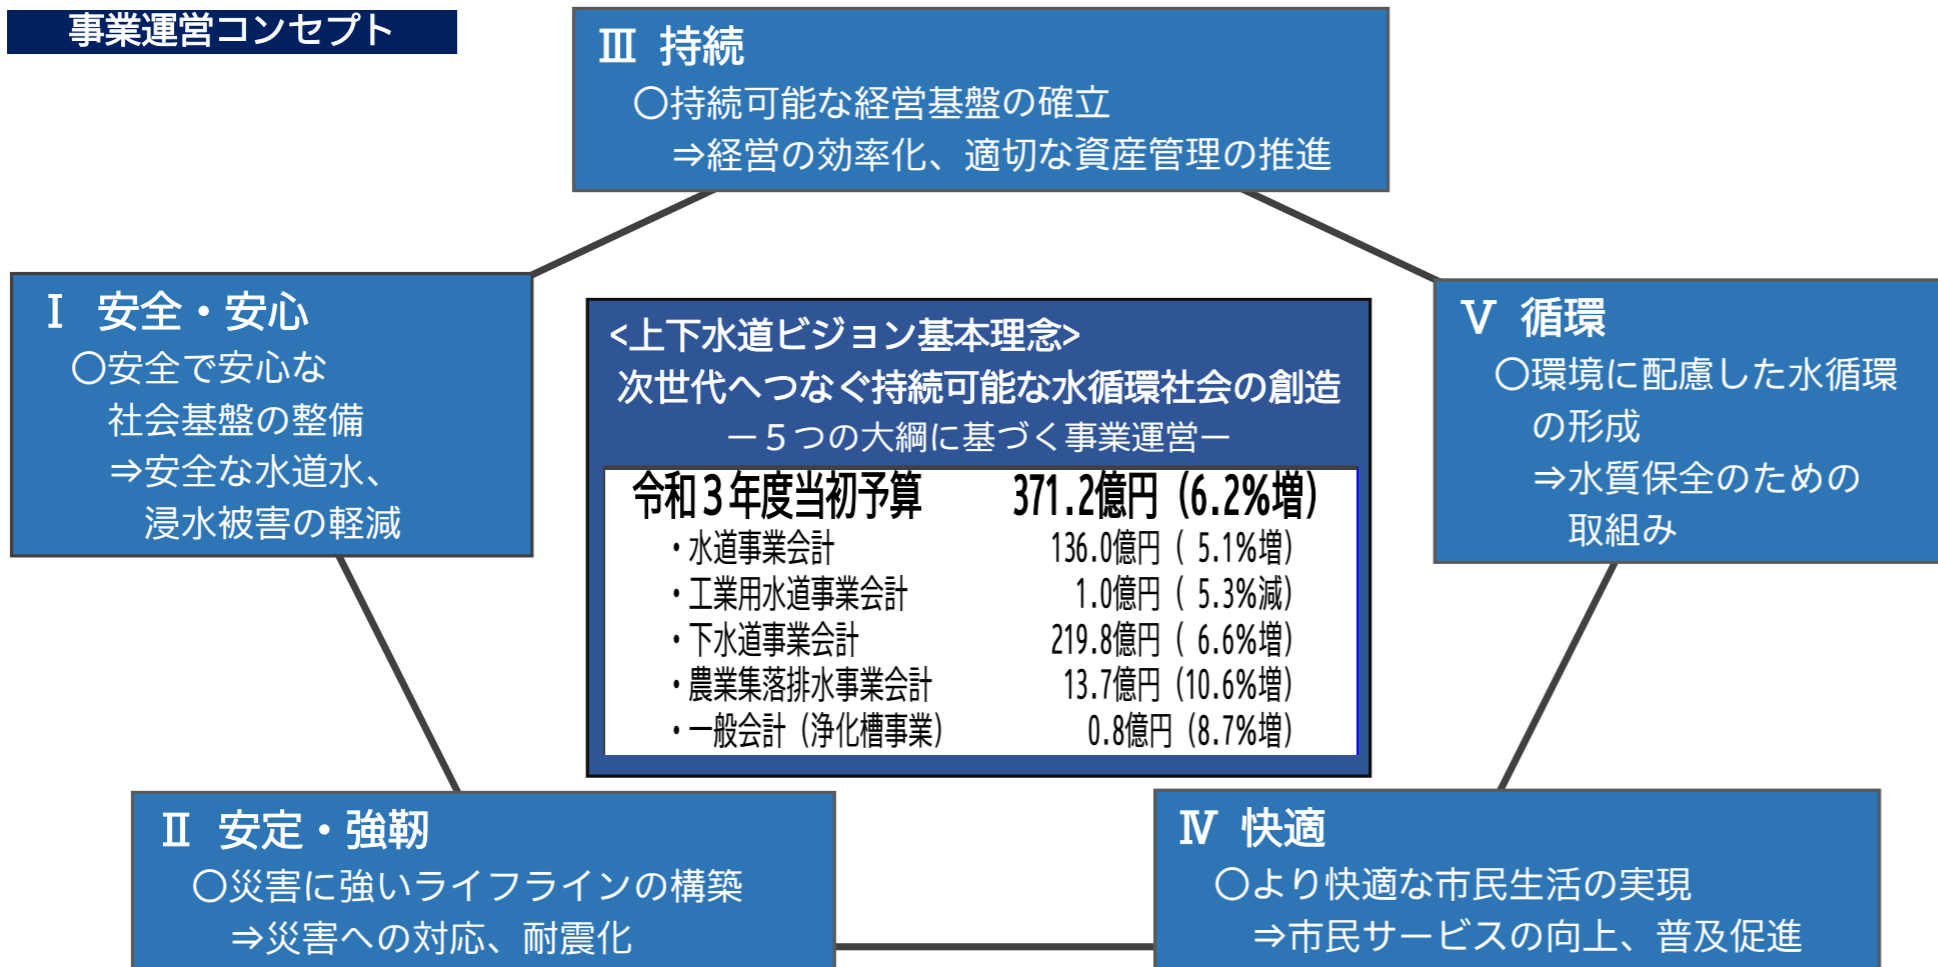 事業運営コンセプト
Ⅲ 持続
〇持続可能な経営基盤の確立
⇒経営の効率化、適切な資産管理の推進
Ⅰ 安全・安心
〇安全で安心な
社会基盤の整備
⇒安全な水道水、
浸水被害の軽減
<上下水道ビジョン基本理念>
次世代へつなぐ持続可能な水循環社会の創造
ー５つの大綱に基づく事業運営ー
令和３年度当初予算 371.2億円 (6.2%増)
・水道事業会計 136.0億円 ( 5.1%増)
・工業用水道事業会計 1.0億円 ( 5.3%減)
・下水道事業会計 219.8億円 ( 6.6%増)
・農業集落排水事業会計 13.7億円 (10.6%増)
・一般会計（浄化槽事業） 0.8億円 (8.7%増)
Ⅴ 循環
〇環境に配慮した水循環
の形成
⇒水質保全のための
取組み
Ⅱ 安定・強靭
〇災害に強いライフラインの構築
⇒災害への対応、耐震化
Ⅳ 快適
〇より快適な市民生活の実現
⇒市民サービスの向上、普及促進